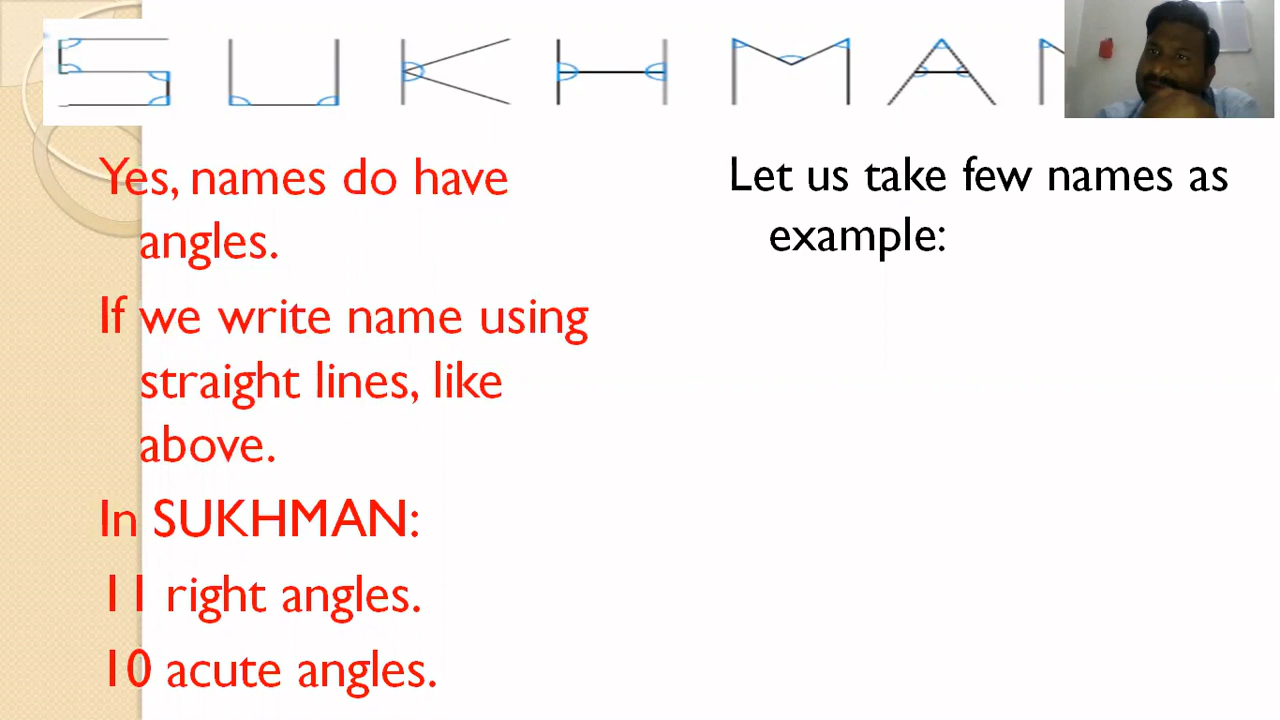 SUKHMAN
Yes, names do have
angles.
If we write name using
straight lines, like
above.
In SUKHMAN:
11 right angles.
10 acute angles.
Let us take few names as
example: